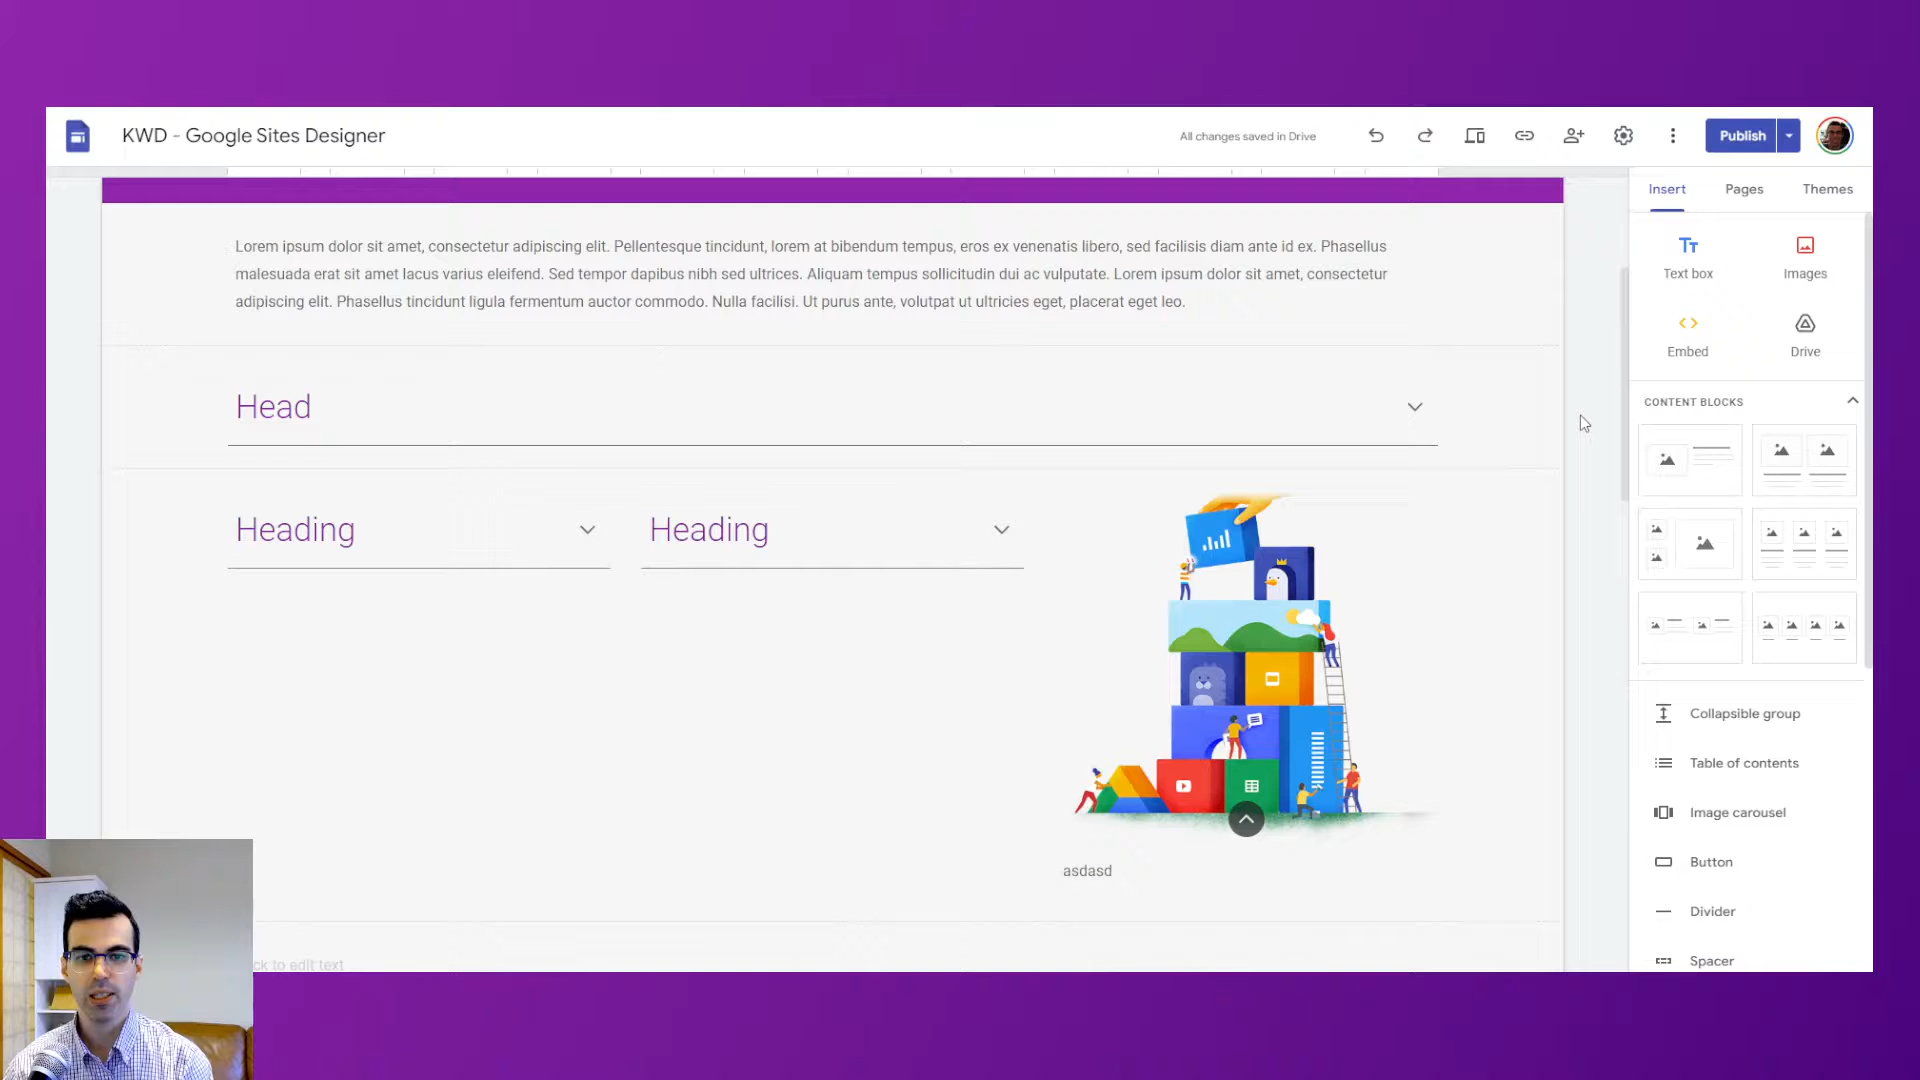 KWD - Google Sites Designer
All changes saved in Drive
Publish
Insert
Pages
Themes
Lorem ipsum dolor sit amet, consectetur adipiscing elit. Pellentesque tincidunt, lorem at bibendum tempus, eros ex venenatis libero, sed facilisis diam ante id ex. Phasellus
malesuada erat sit amet lacus varius eleifend. Sed tempor dapibus nibh sed ultrices. Aliquam tempus sollicitudin dui ac vulputate. Lorem ipsum dolor sit amet, consectetur
adipiscing elit. Phasellus tincidunt ligula fermentum auctor commodo. Nulla facilisi. Ut purus ante, volutpat ut ultricies eget, placerat eget leo.
Head
Heading
Heading
asdasd
to edit text
Text box
Images
Embed
Drive
CONTENT BLOCKS
Collapsible group
Table of contents
Image carousel
Button
Divider
Spacer